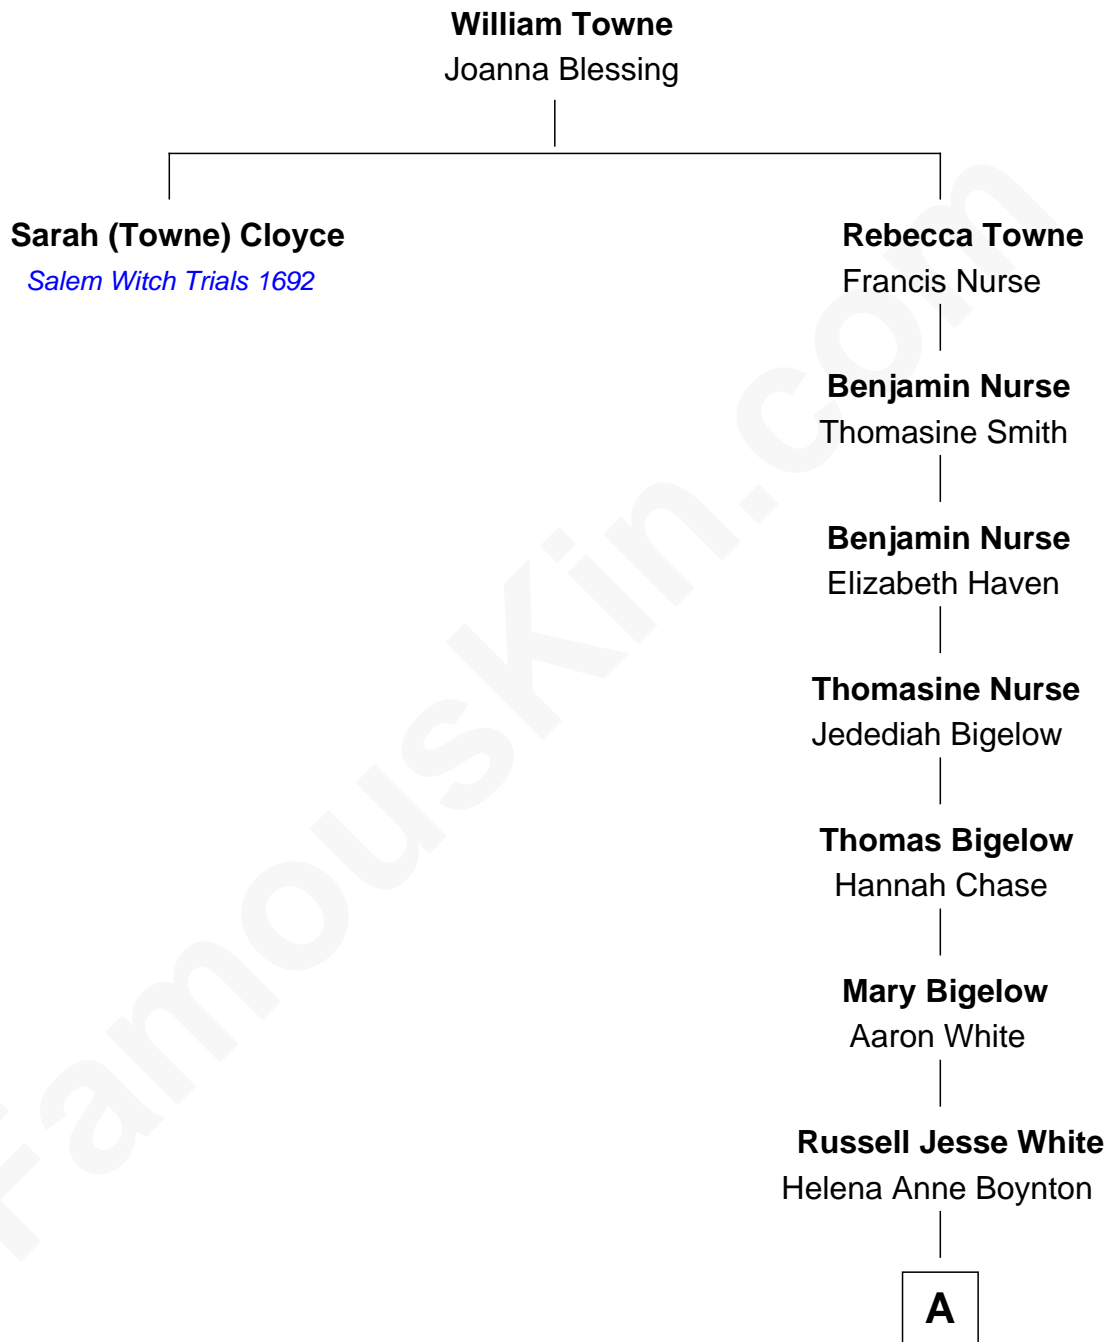 William Towne
Joanna Blessing
Sarah (Towne) Cloyce
Salem Witch Trials 1692
Rebecca Towne
Francis Nurse
Benjamin Nurse
Thomasine Smith
Benjamin Nurse
Elizabeth Haven
Thomasine Nurse
Jedediah Bigelow
Thomas Bigelow
Hannah Chase
Mary Bigelow
Aaron White
Russell Jesse White
Helena Anne Boynton
A
FamousKin.com